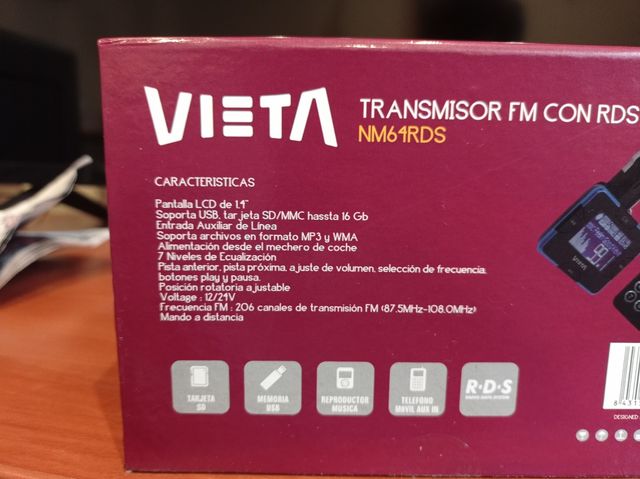 VIETA
TRANSMISOR FM CON RDS
NM64RDS
CARACTERISTICAS
Pantalla LCD de 1.4"
Soporta USB, tarjeta SD/MMC hassta 16 Gb
Entrada Auxiliar de Línea
Soporta archivos en formato MP3 y WMA
Alimentación desde el mechero de coche
7 Niveles de Ecualización
Pista anterior, pista próxima, ajuste de volumen, selección de frecuencia,
botones play y pausa.
Posición rotatoria ajustable
Voltage : 12/24V
Frecuencia FM : 206 canales de transmisión FM (87.5MHz-108.0MHz)
Mando a distancia
TARJETA
SD
MEMORIA
USB
REPRODUCTOR
MUSICA
TELEFONO
MOVIL AUX IN
R·D·S
RADIO DATA SYSTEM
VIETA
DESIGNED